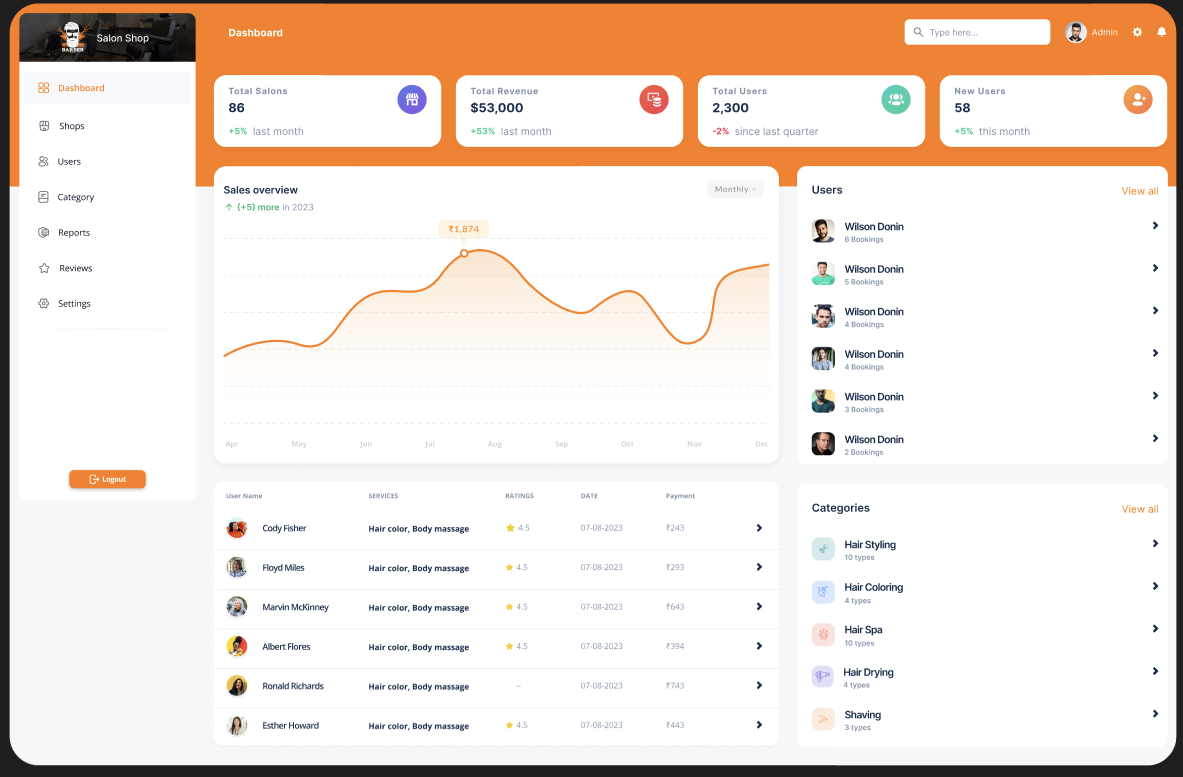 BARBER
Salon Shop
Dashboard
Shops
Users
Category
Reports
Reviews
Settings
Logout
Dashboard
Type here...
Admin
Total Salons
86
+5% last month
Total Revenue
$53,000
+53% last month
Total Users
2,300
-2% since last quarter
New Users
58
+5% this month
Sales overview
Monthly
(+5) more in 2023
₹1,874
Apr May Jun Jul Aug Sep Oct Nov Dec
Users
View all
Wilson Donin
6 Bookings
Wilson Donin
5 Bookings
Wilson Donin
4 Bookings
Wilson Donin
4 Bookings
Wilson Donin
3 Bookings
Wilson Donin
2 Bookings
User Name SERVICES RATINGS DATE Payment
Cody Fisher Hair color, Body massage 4.5 07-08-2023 ₹243
Floyd Miles Hair color, Body massage 4.5 07-08-2023 ₹293
Marvin McKinney Hair color, Body massage 4.5 07-08-2023 ₹643
Albert Flores Hair color, Body massage 4.5 07-08-2023 ₹394
Ronald Richards Hair color, Body massage -- 07-08-2023 ₹743
Esther Howard Hair color, Body massage 4.5 07-08-2023 ₹443
Categories
View all
Hair Styling
10 types
Hair Coloring
4 types
Hair Spa
10 types
Hair Drying
4 types
Shaving
3 types